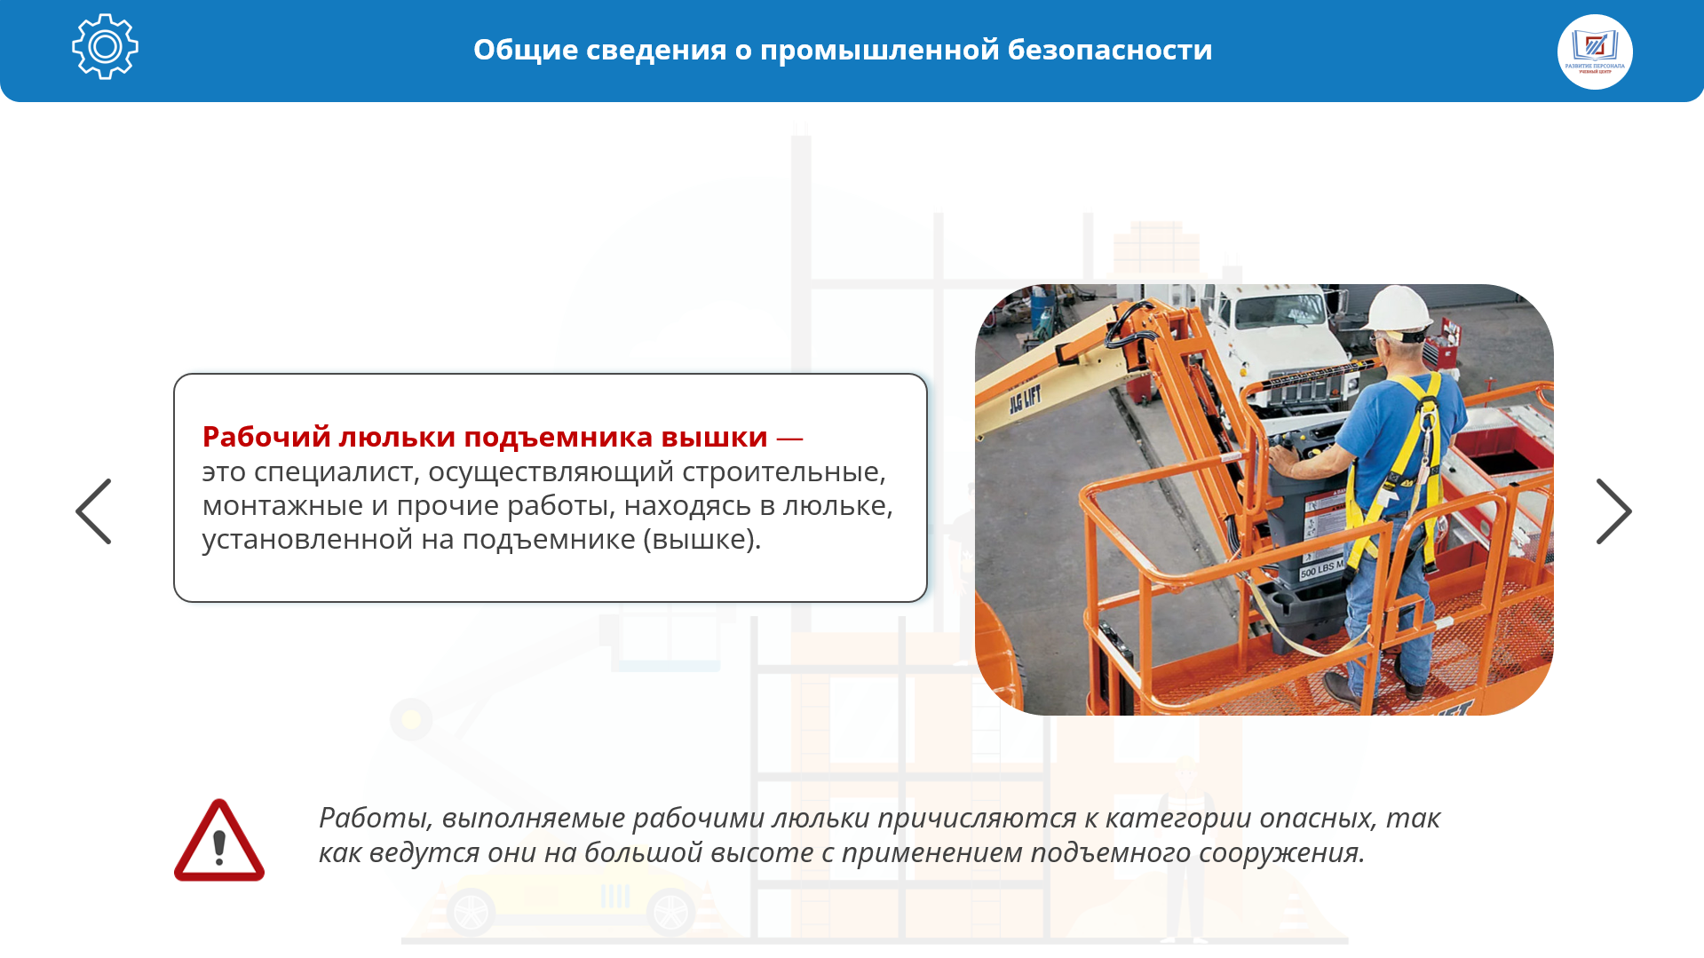 Общие сведения о промышленной безопасности
РАЗВИТИЕ ПЕРСОНАЛА
УЧЕБНЫЙ ЦЕНТР
Рабочий люльки подъемника вышки —
это специалист, осуществляющий строительные,
монтажные и прочие работы, находясь в люльке,
установленной на подъемнике (вышке).
JLG LIFT
500 LBS M
Работы, выполняемые рабочими люльки причисляются к категории опасных, так
как ведутся они на большой высоте с применением подъемного сооружения.